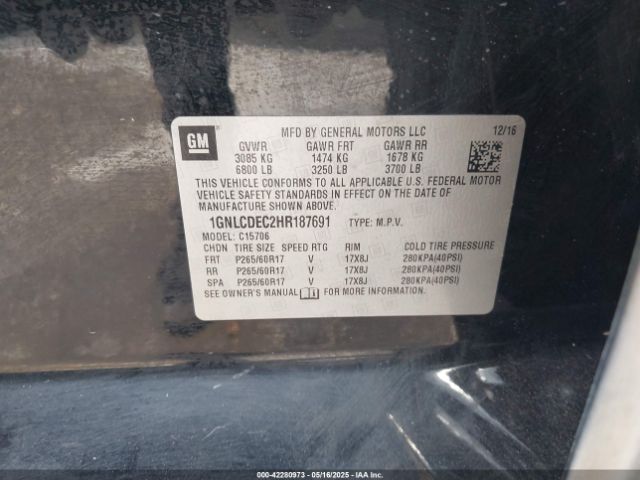 GM
MFD BY GENERAL MOTORS LLC 12/16
GVWR GAWR FRT GAWR RR
3085 KG 1474 KG 1678 KG
6800 LB 3250 LB 3700 LB
THIS VEHICLE CONFORMS TO ALL APPLICABLE U.S. FEDERAL MOTOR
VEHICLE SAFETY STANDARDS IN EFFECT ON THE DATE OF
MANUFACTURE SHOWN ABOVE.
1GNLCDEC2HR187691 TYPE: M.P.V.
MODEL: C15706
CHDN TIRE SIZE SPEED RTG RIM COLD TIRE PRESSURE
FRT P265/60R17 V 17X8J 280KPA(40PSI)
RR P265/60R17 V 17X8J 280KPA(40PSI)
SPA P265/60R17 V 17X8J 280KPA(40PSI)
SEE OWNER'S MANUAL FOR MORE INFORMATION.
000-42280973 - 05/16/2025 - IAA, Inc.